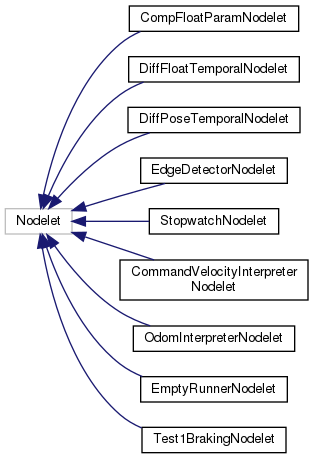 CompFloatParamNodelet
DiffFloatTemporalNodelet
DiffPoseTemporalNodelet
EdgeDetectorNodelet
Nodelet
StopwatchNodelet
CommandVelocityInterpreter
Nodelet
OdomInterpreterNodelet
EmptyRunnerNodelet
Test1BrakingNodelet